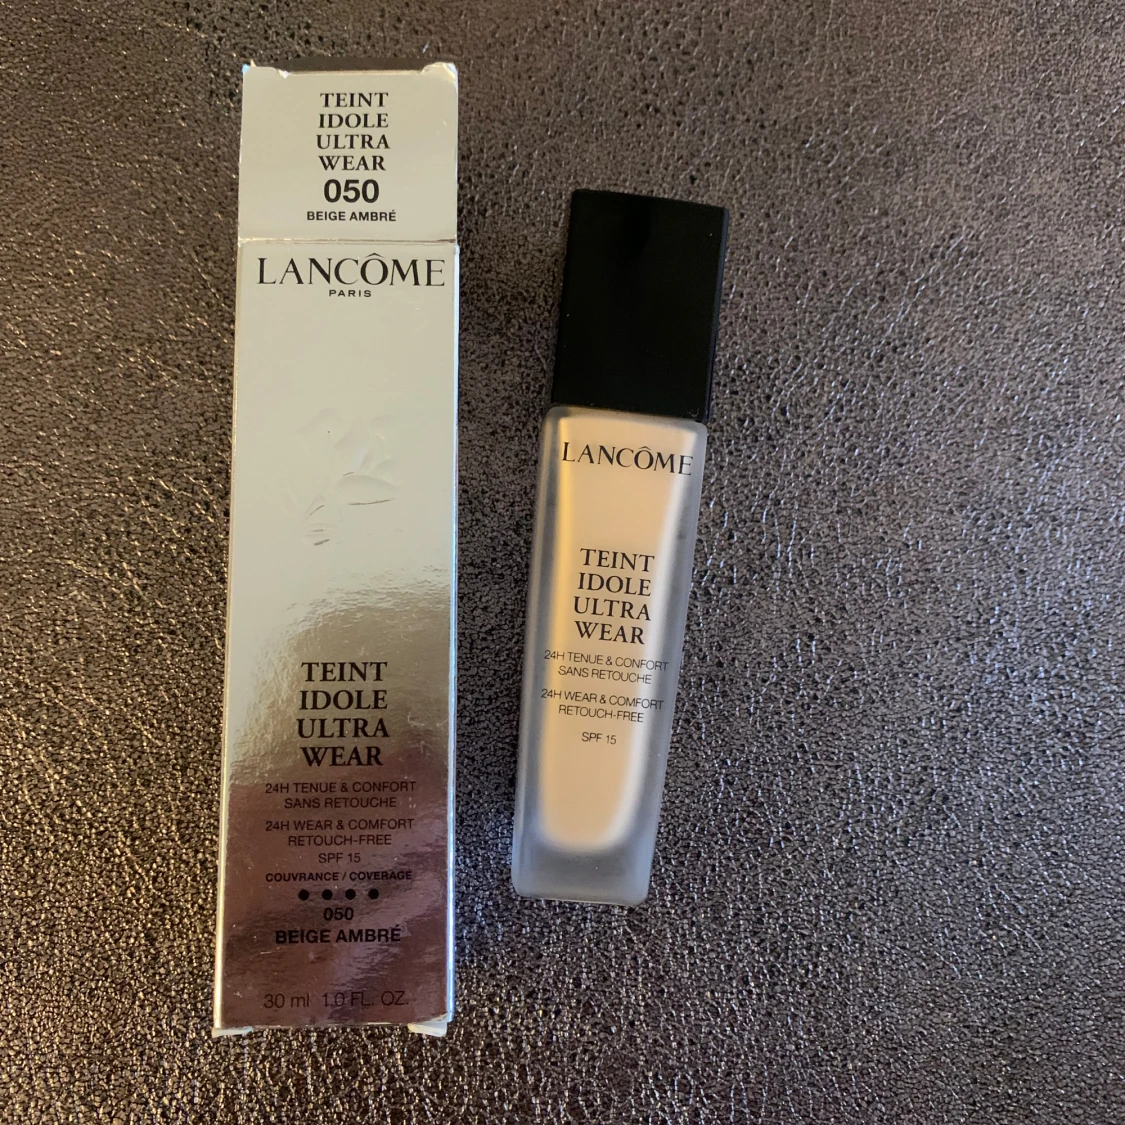 TEINT
IDOLE
ULTRA
WEAR
050
BEIGE AMBRÉ
LANCÔME
PARIS
TEINT
IDOLE
ULTRA
WEAR
24H TENUE & CONFORT
SANS RETOUCHE
24H WEAR & COMFORT
RETOUCH-FREE
SPF 15
COUVRANCE / COVERAGE
050
BEIGE AMBRÉ
30 ml 1.0 FL. OZ.
LANCÔME
TEINT
IDOLE
ULTRA
WEAR
24H TENUE & CONFORT
SANS RETOUCHE
24H WEAR & COMFORT
RETOUCH-FREE
SPF 15